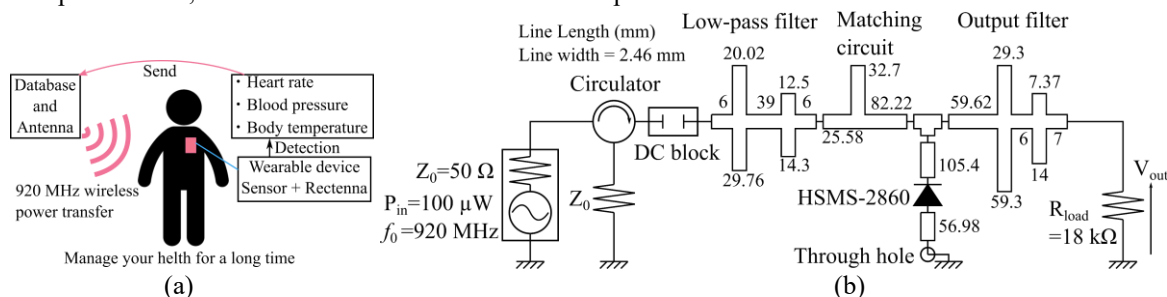 Send
Database
and
Antenna
・ Heart rate
・ Blood pressure
・ Body temperature
Detection
Wearable device
Sensor + Rectenna
920 MHz wireless
power transfer
Manage your helth for a long time
(a)
Line Length (mm)
Line width = 2.46 mm
Circulator
DC block
Z0=50 Ω
Pin=100 μW
f0=920 MHz
Z0
Low-pass filter
20.02
12.5
6
39
6
29.76
14.3
Matching
circuit
32.7
82.22
25.58
Output filter
29.3
7.37
59.62
6
7
14
59.3
105.4
HSMS-2860
56.98
Through hole
Rload
=18 kΩ
Vout
(b)